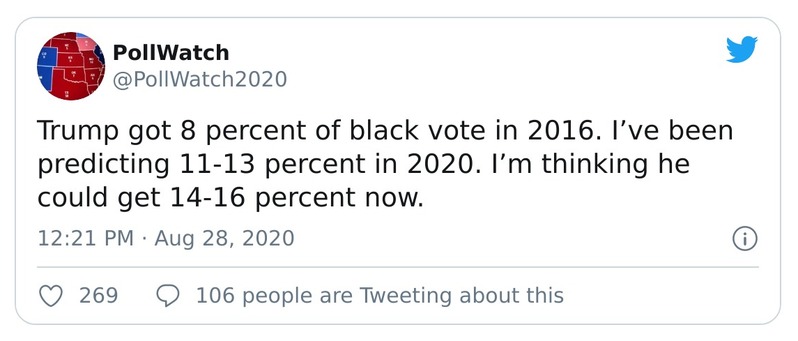 PollWatch
@PollWatch2020
Trump got 8 percent of black vote in 2016. I’ve been
predicting 11-13 percent in 2020. I’m thinking he
could get 14-16 percent now.
12:21 PM · Aug 28, 2020
269
106 people are Tweeting about this